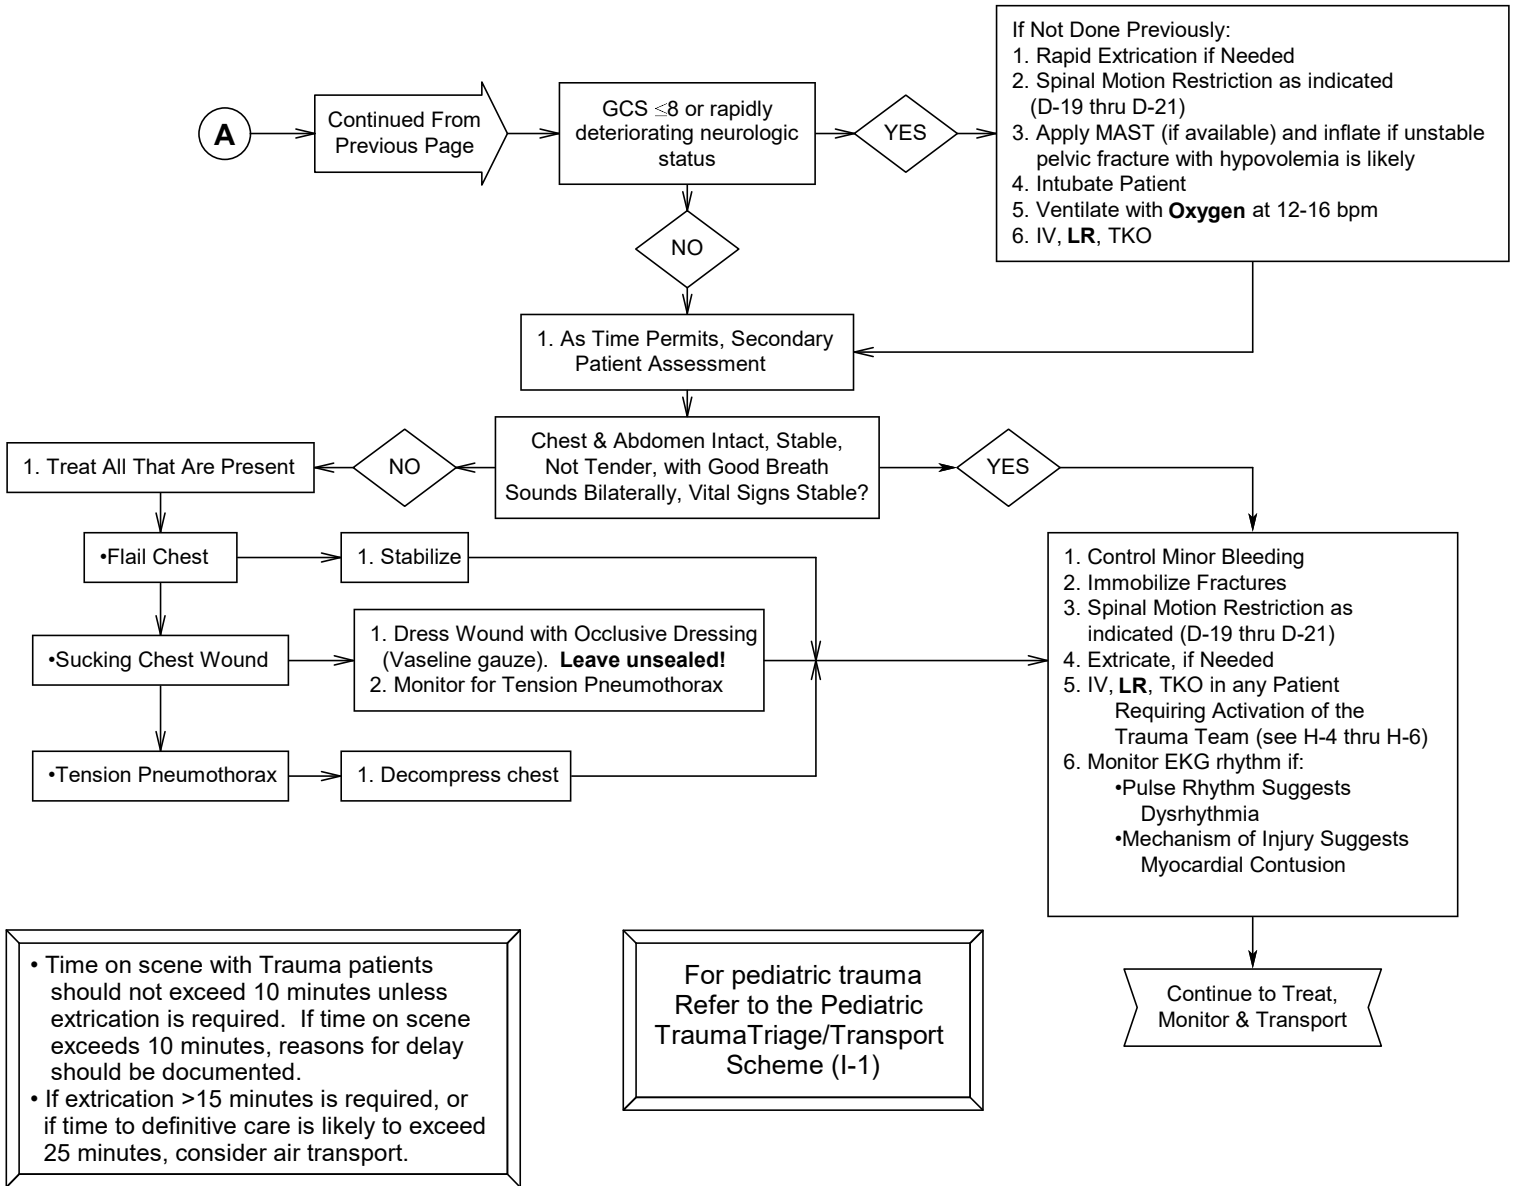 A
Continued From
Previous Page
GCS ≤8 or rapidly
deteriorating neurologic
status
YES
If Not Done Previously:
1. Rapid Extrication if Needed
2. Spinal Motion Restriction as indicated
(D-19 thru D-21)
3. Apply MAST (if available) and inflate if unstable
pelvic fracture with hypovolemia is likely
4. Intubate Patient
5. Ventilate with Oxygen at 12-16 bpm
6. IV, LR, TKO
NO
1. As Time Permits, Secondary
Patient Assessment
Chest & Abdomen Intact, Stable,
Not Tender, with Good Breath
Sounds Bilaterally, Vital Signs Stable?
NO
1. Treat All That Are Present
YES
•Flail Chest
1. Stabilize
•Sucking Chest Wound
1. Dress Wound with Occlusive Dressing
(Vaseline gauze). Leave unsealed!
2. Monitor for Tension Pneumothorax
•Tension Pneumothorax
1. Decompress chest
1. Control Minor Bleeding
2. Immobilize Fractures
3. Spinal Motion Restriction as
indicated (D-19 thru D-21)
4. Extricate, if Needed
5. IV, LR, TKO in any Patient
Requiring Activation of the
Trauma Team (see H-4 thru H-6)
6. Monitor EKG rhythm if:
•Pulse Rhythm Suggests
Dysrhythmia
•Mechanism of Injury Suggests
Myocardial Contusion
• Time on scene with Trauma patients
should not exceed 10 minutes unless
extrication is required. If time on scene
exceeds 10 minutes, reasons for delay
should be documented.
• If extrication >15 minutes is required, or
if time to definitive care is likely to exceed
25 minutes, consider air transport.
For pediatric trauma
Refer to the Pediatric
TraumaTriage/Transport
Scheme (I-1)
Continue to Treat,
Monitor & Transport